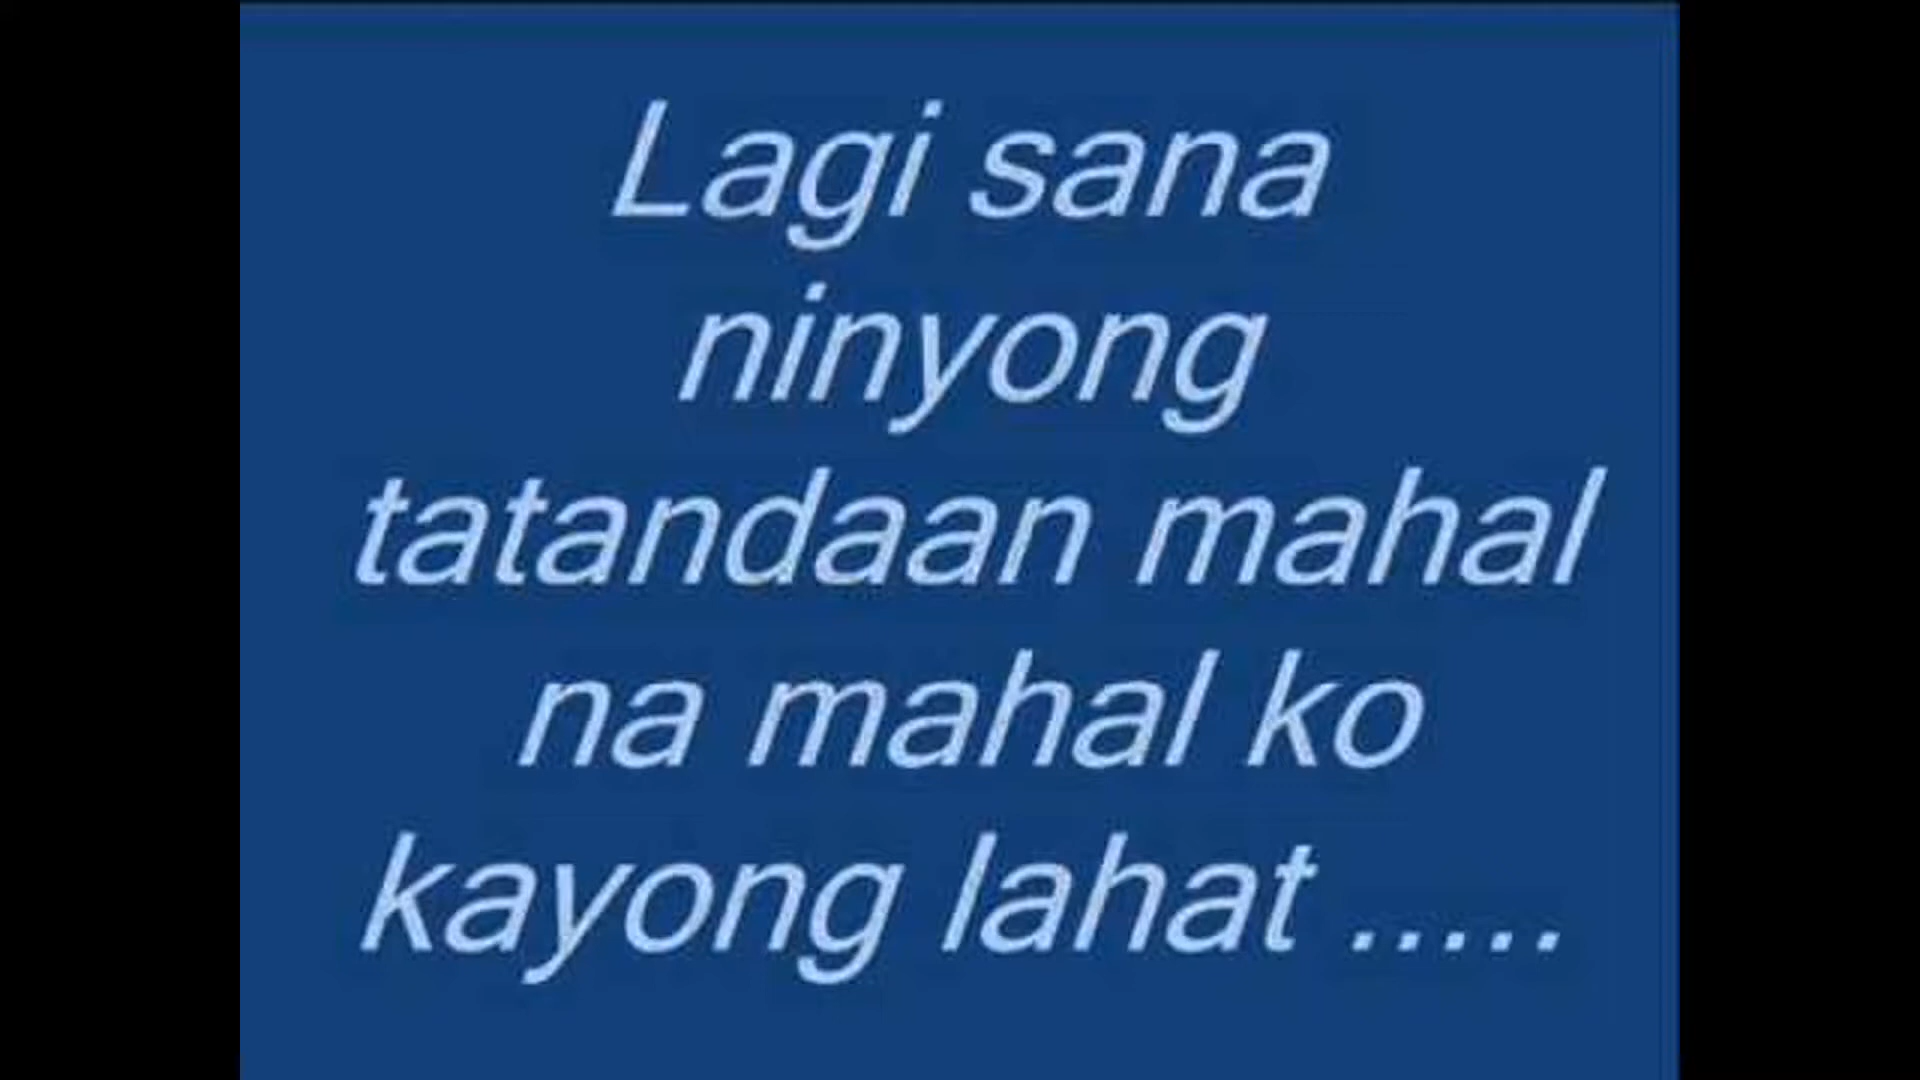 Lagi sana
ninyong
tatandaan mahal
na mahal ko
kayong lahat .....